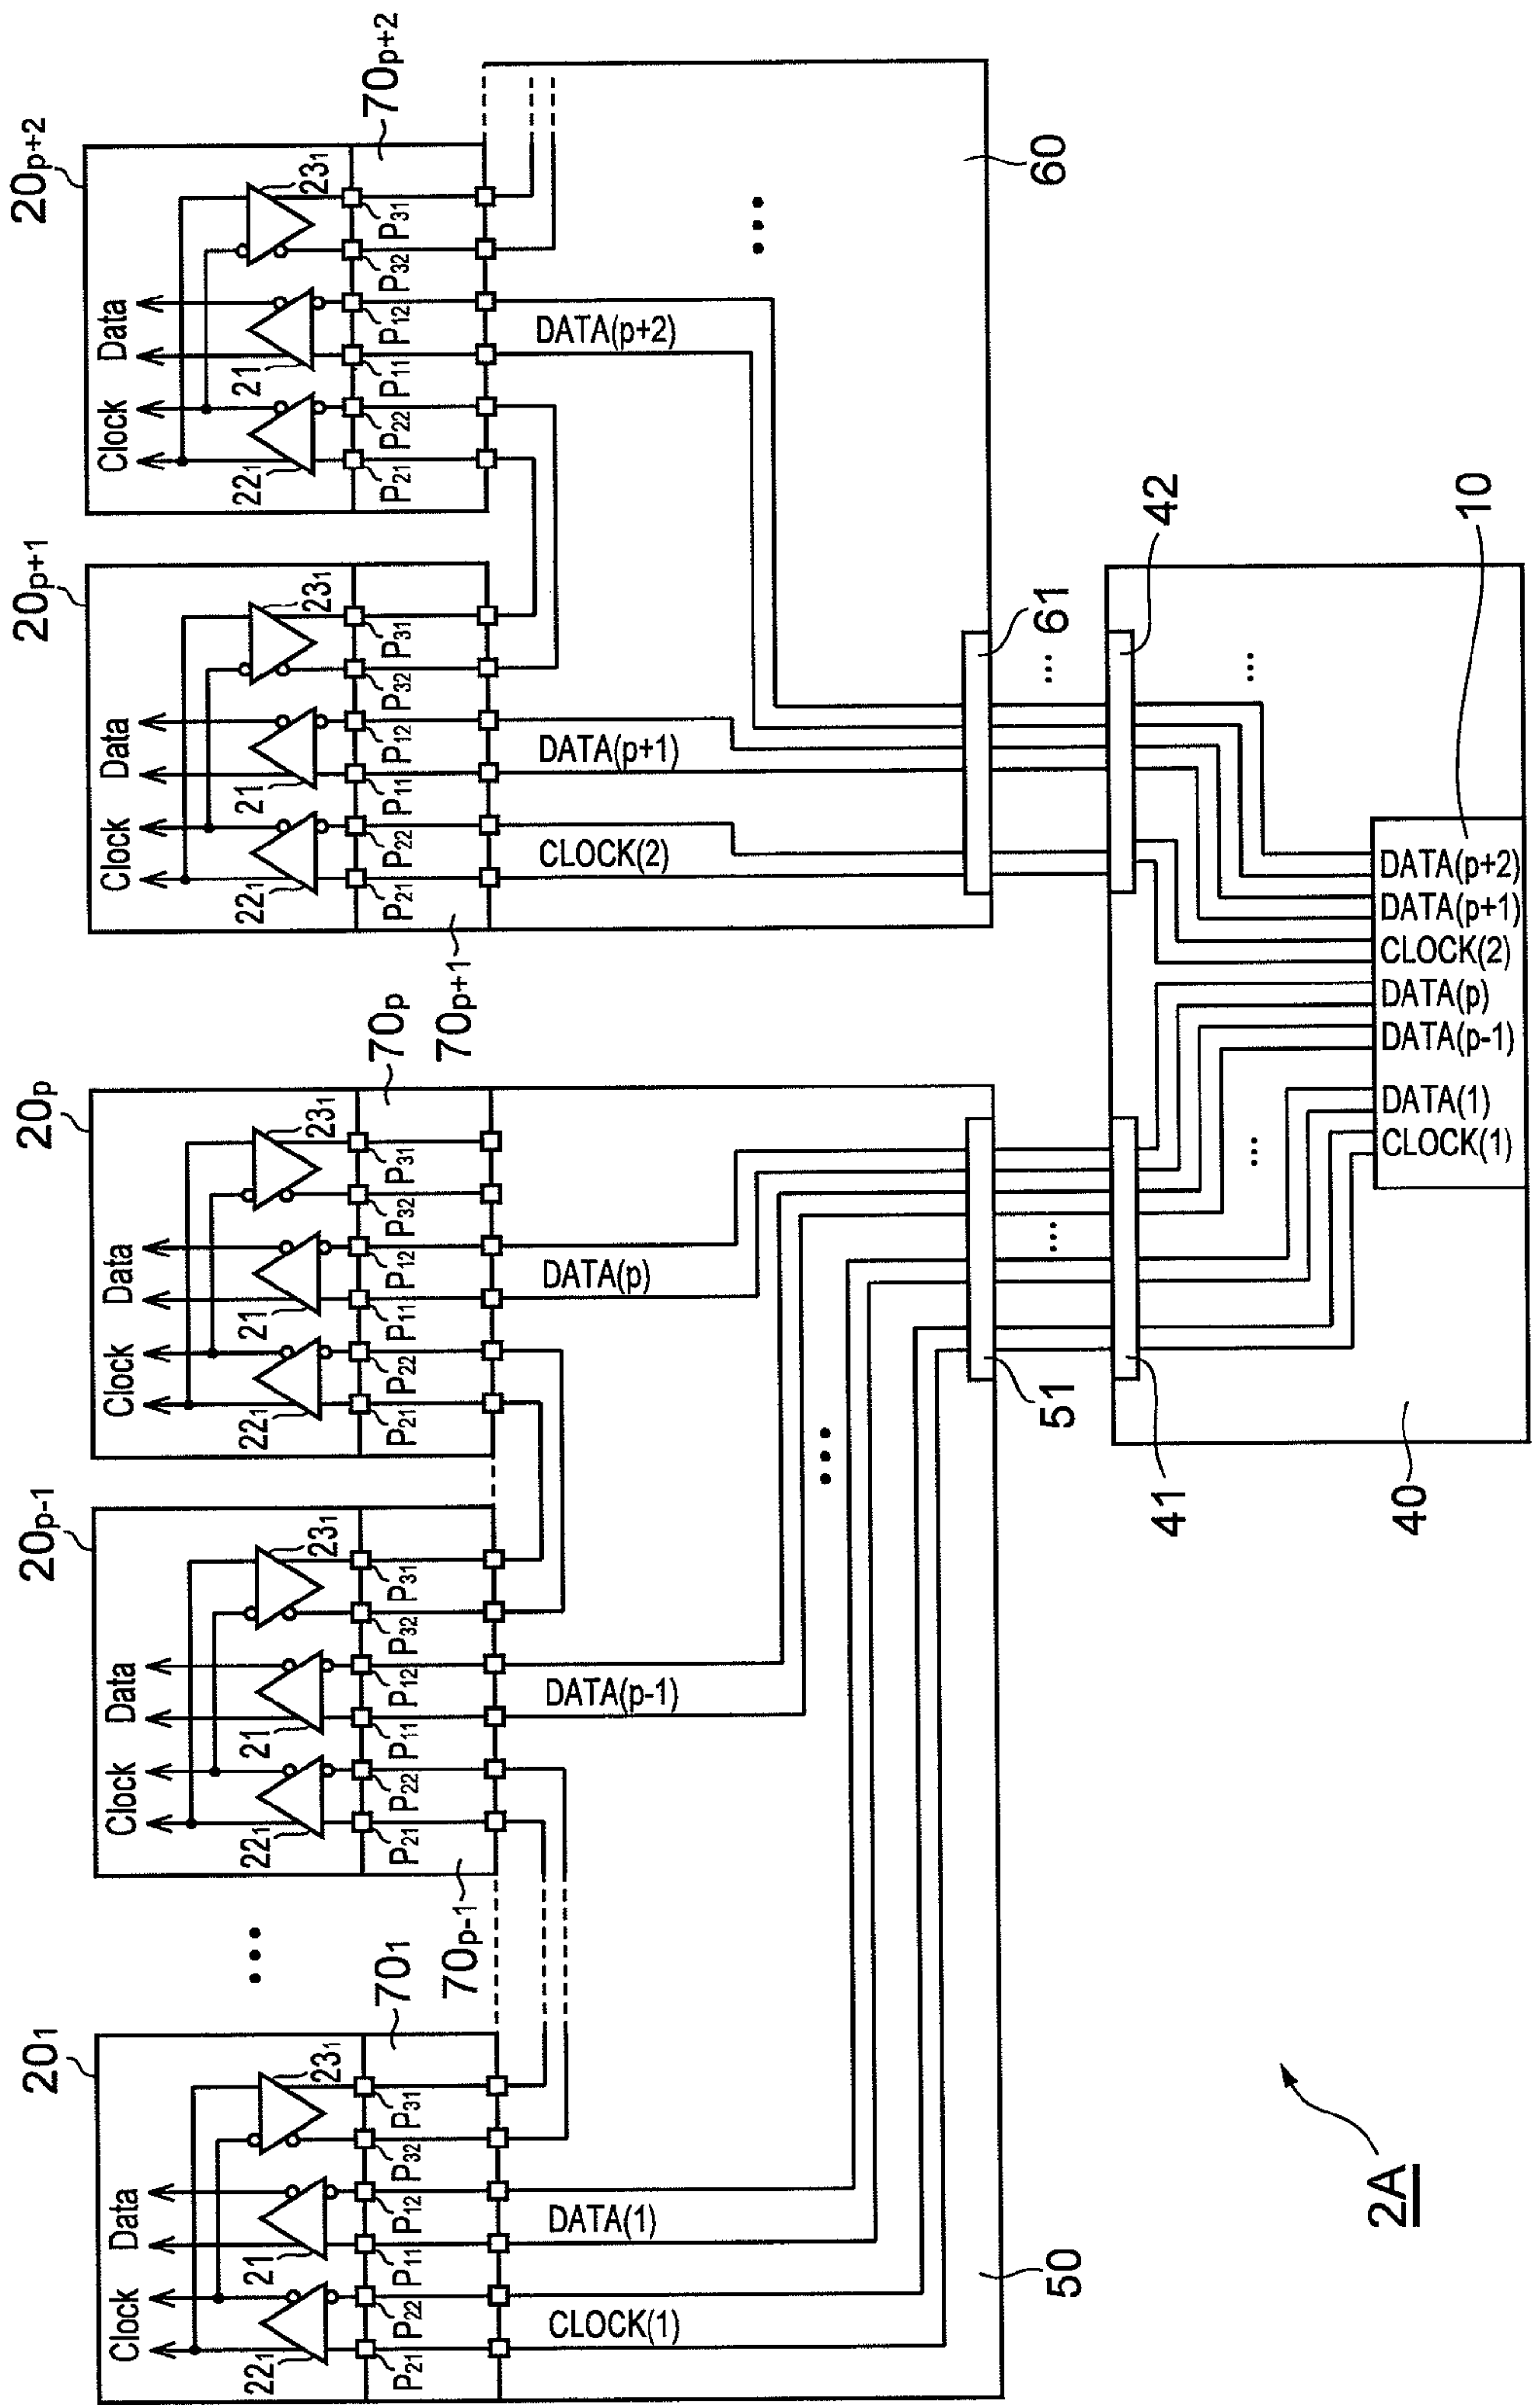 20₁
Clock
Data
22₁
21
23₁
P₂₁
P₂₂
P₁₁
P₁₂
P₃₂
P₃₁
70₁
CLOCK(1)
DATA(1)
...
20p-1
Clock
Data
22₁
21
23₁
P₂₁
P₂₂
P₁₁
P₁₂
P₃₂
P₃₁
70p-1
DATA(p-1)
...
20p
Clock
Data
22₁
21
23₁
P₂₁
P₂₂
P₁₁
P₁₂
P₃₂
P₃₁
70p
DATA(p)
20p+1
Clock
Data
22₁
21
23₁
P₂₁
P₂₂
P₁₁
P₁₂
P₃₂
P₃₁
70p+1
CLOCK(2)
DATA(p+1)
20p+2
Clock
Data
22₁
21
23₁
P₂₁
P₂₂
P₁₁
P₁₂
P₃₂
P₃₁
70p+2
DATA(p+2)
...
50
51
...
61
...
60
41
42
...
...
40
CLOCK(1)
DATA(1)
DATA(p-1)
DATA(p)
CLOCK(2)
DATA(p+1)
DATA(p+2)
10
2A